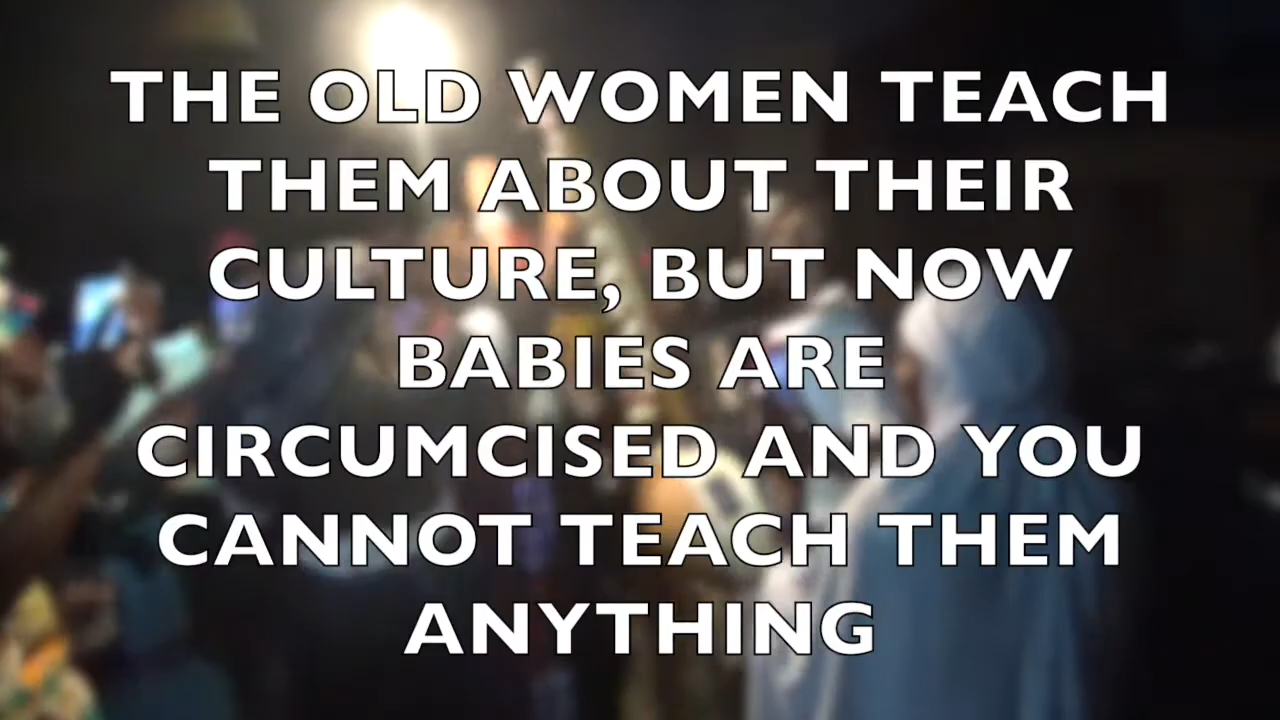 THE OLD WOMEN TEACH
THEM ABOUT THEIR
CULTURE, BUT NOW
BABIES ARE
CIRCUMCISED AND YOU
CANNOT TEACH THEM
ANYTHING